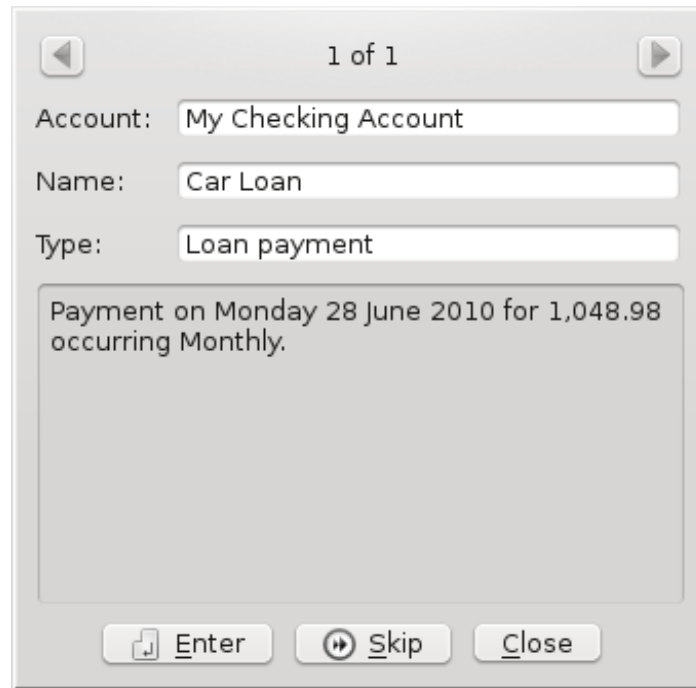 1 of 1
Account: My Checking Account
Name: Car Loan
Type: Loan payment
Payment on Monday 28 June 2010 for 1,048.98
occurring Monthly.
Enter Skip Close